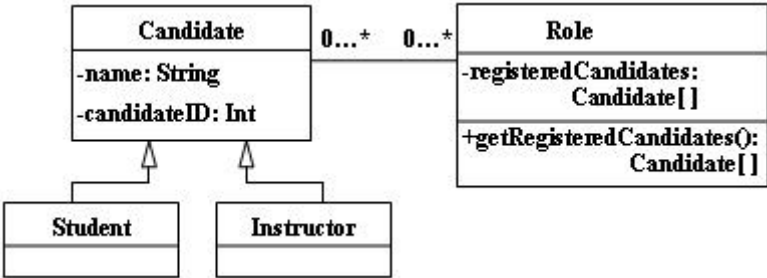 Candidate
-name: String
-candidateID: Int
0...*
0...*
Role
-registeredCandidates:
Candidate[ ]
+getRegisteredCandidates():
Candidate[ ]
Student
Instructor